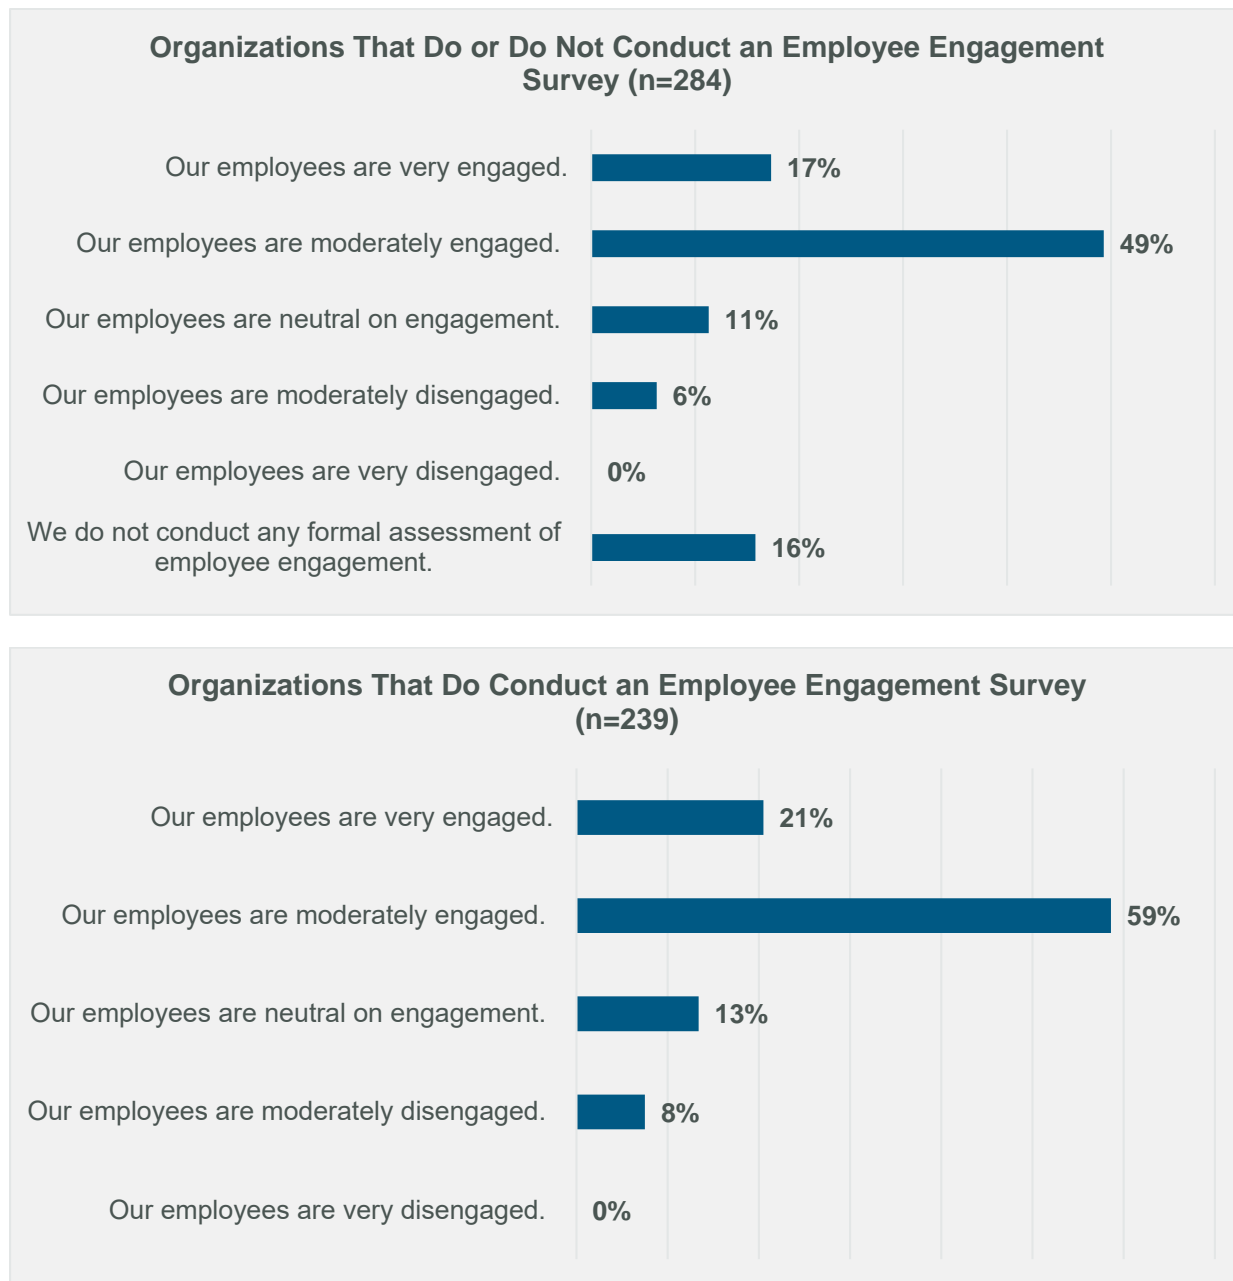 Organizations That Do or Do Not Conduct an Employee Engagement
Survey (n=284)
Our employees are very engaged.
17%
Our employees are moderately engaged.
49%
Our employees are neutral on engagement.
11%
Our employees are moderately disengaged.
6%
Our employees are very disengaged.
0%
We do not conduct any formal assessment of
employee engagement.
16%
Organizations That Do Conduct an Employee Engagement Survey
(n=239)
Our employees are very engaged.
21%
Our employees are moderately engaged.
59%
Our employees are neutral on engagement.
13%
Our employees are moderately disengaged.
8%
Our employees are very disengaged.
0%